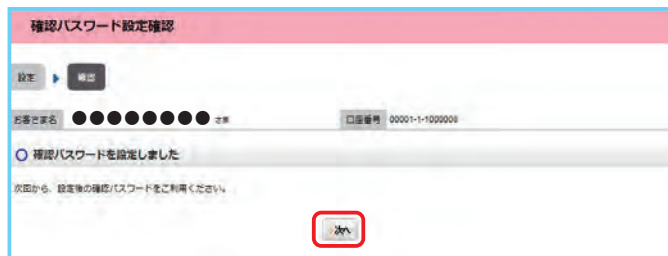 確認パスワード設定確認
設定 確認
お客さま名 ●●●●●●●● さま 口座番号 00001-1-1000000
確認パスワードを設定しました
次回から、設定後の確認パスワードをご利用ください。
次へ